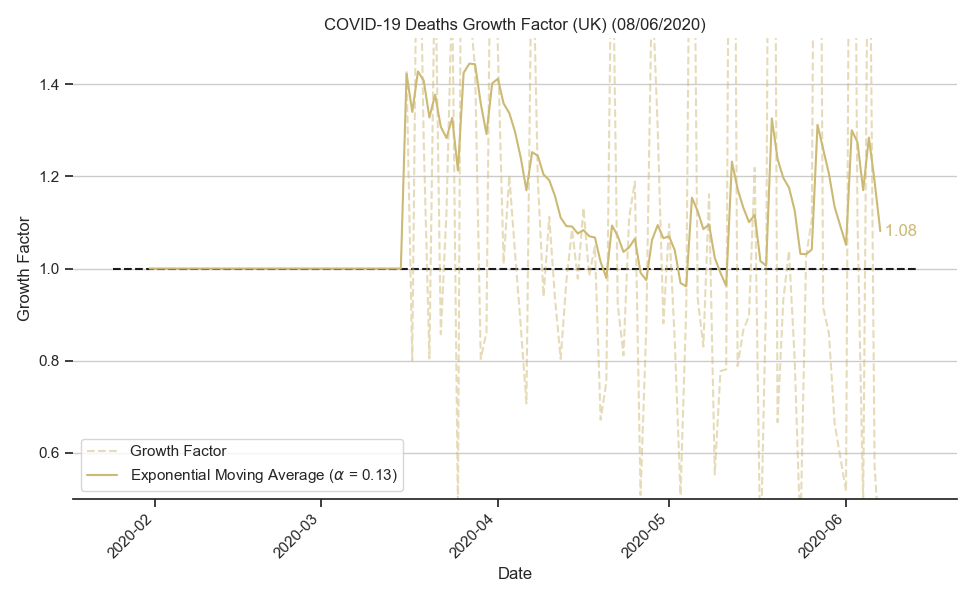 COVID-19 Deaths Growth Factor (UK) (08/06/2020)
Growth Factor
1.4
1.2
1.0
0.8
0.6
1.08
Growth Factor
Exponential Moving Average (α = 0.13)
2020-02
2020-03
2020-04
2020-05
2020-06
Date